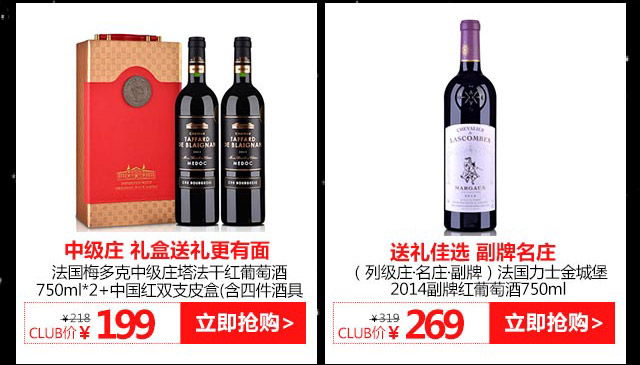 CHATEAU
TAFFARD
DE BLAIGNAN
MEDOC
CRU BOURGEOIS
CHATEAU
TAFFARD
DE BLAIGNAN
MEDOC
CRU BOURGEOIS
中级庄 礼盒送礼更有面
法国梅多克中级庄塔法干红葡萄酒
750ml*2+中国红双支皮盒(含四件酒具
¥218
CLUB价¥ 199
立即抢购>
CHEVALIER
de
LASCOMBES
MARGAUX
2014
送礼佳选 副牌名庄
（列级庄·名庄·副牌）法国力士金城堡
2014副牌红葡萄酒750ml
¥319
CLUB价¥ 269
立即抢购>